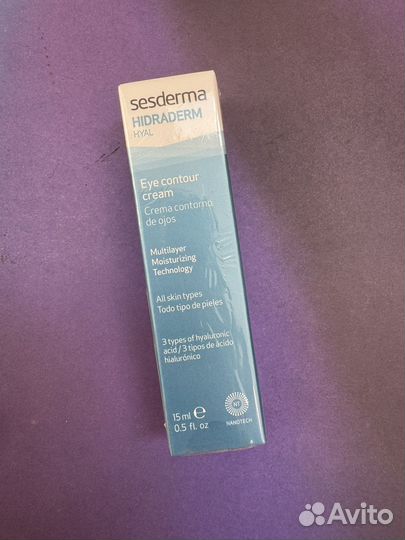 sesderma
HIDRADERM
HYAL
Eye contour
cream
Crema contorno
de ojos
Multilayer
Moisturizing
Technology
All skin types
Todo tipo de pieles
3 types of hyaluronic
acid / 3 tipos de ácido
hialurónico
15 ml ℮
0.5 fl. oz
NT
NANOTECH
Avito